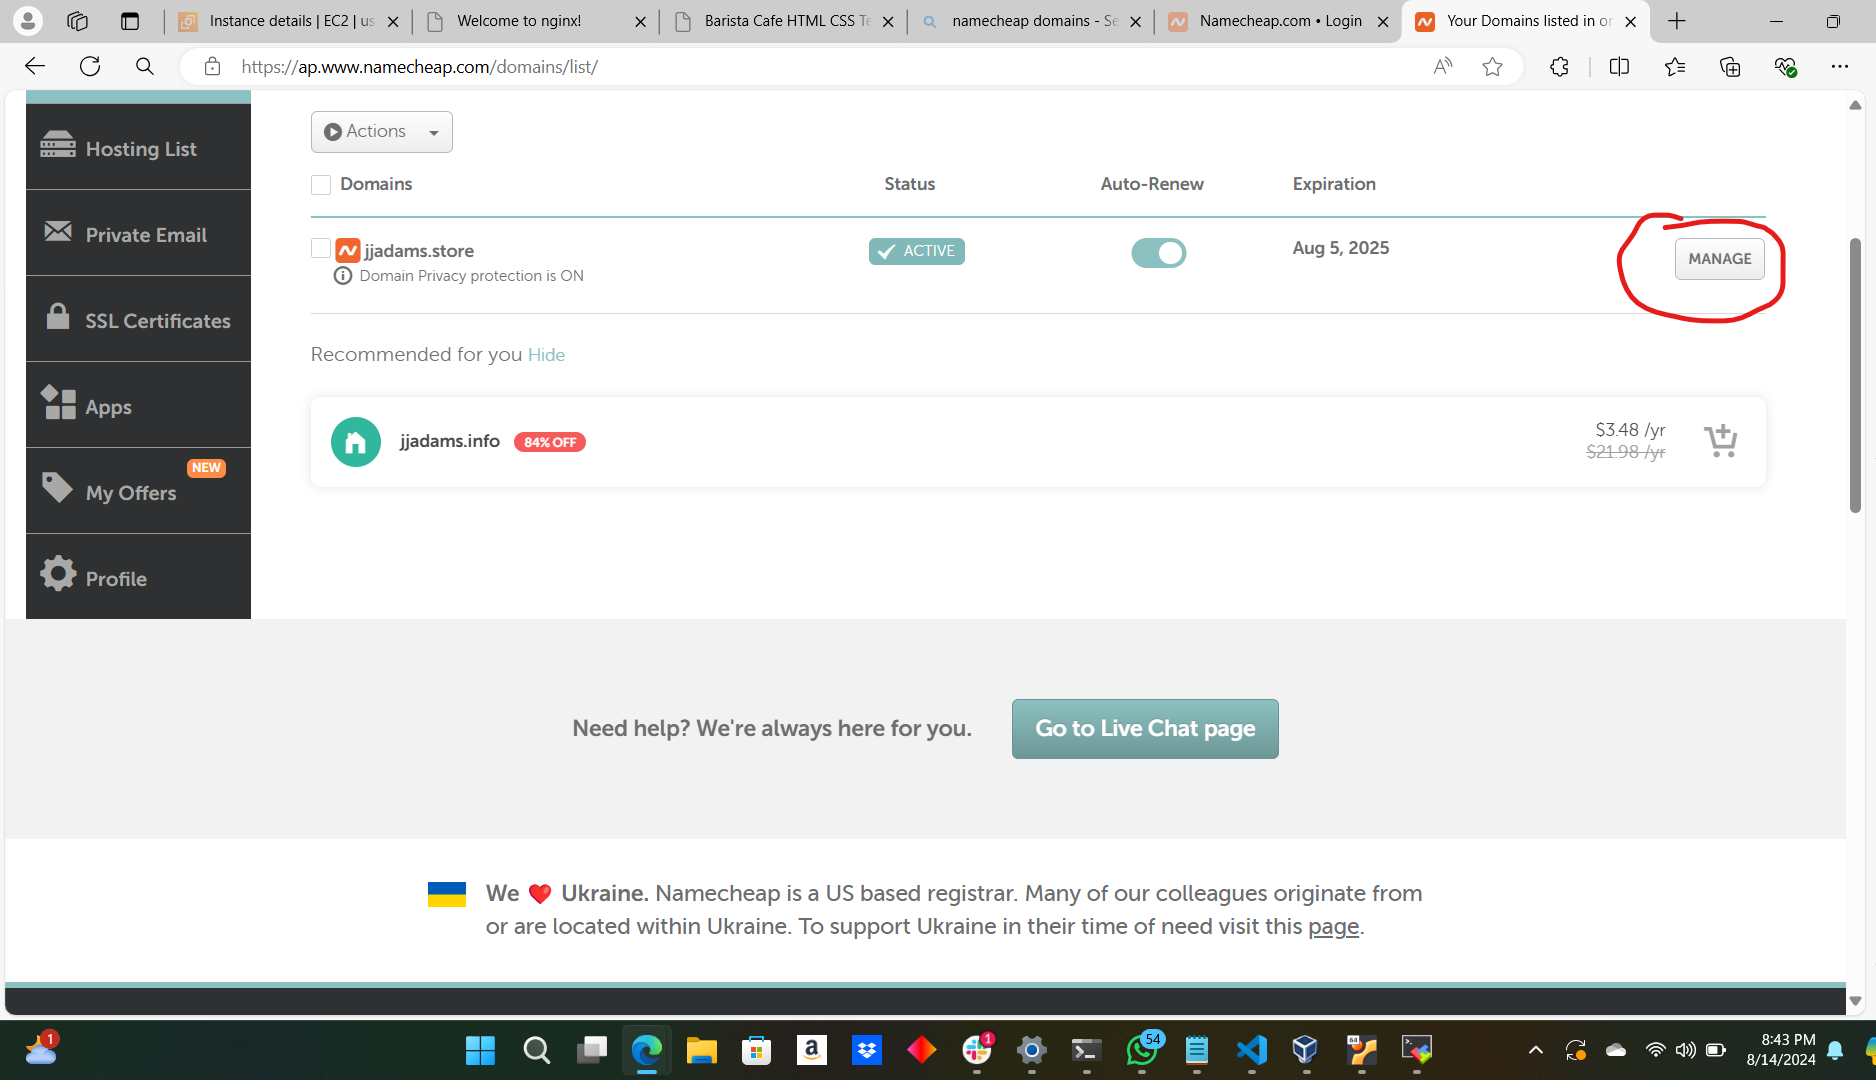 Instance details | EC2 | us
Welcome to nginx!
Barista Cafe HTML CSS Te
namecheap domains - Se
Namecheap.com • Login
Your Domains listed in or
https://ap.www.namecheap.com/domains/list/
Hosting List
Private Email
SSL Certificates
Apps
NEW
My Offers
Profile
Actions
Domains Status Auto-Renew Expiration
jjadams.store ACTIVE Aug 5, 2025 MANAGE
Domain Privacy protection is ON
Recommended for you Hide
jjadams.info 84% OFF $3.48 /yr
$21.98 /yr
Need help? We're always here for you. Go to Live Chat page
We ❤️ Ukraine. Namecheap is a US based registrar. Many of our colleagues originate from
or are located within Ukraine. To support Ukraine in their time of need visit this page.
1
1
54
64
8:43 PM
8/14/2024